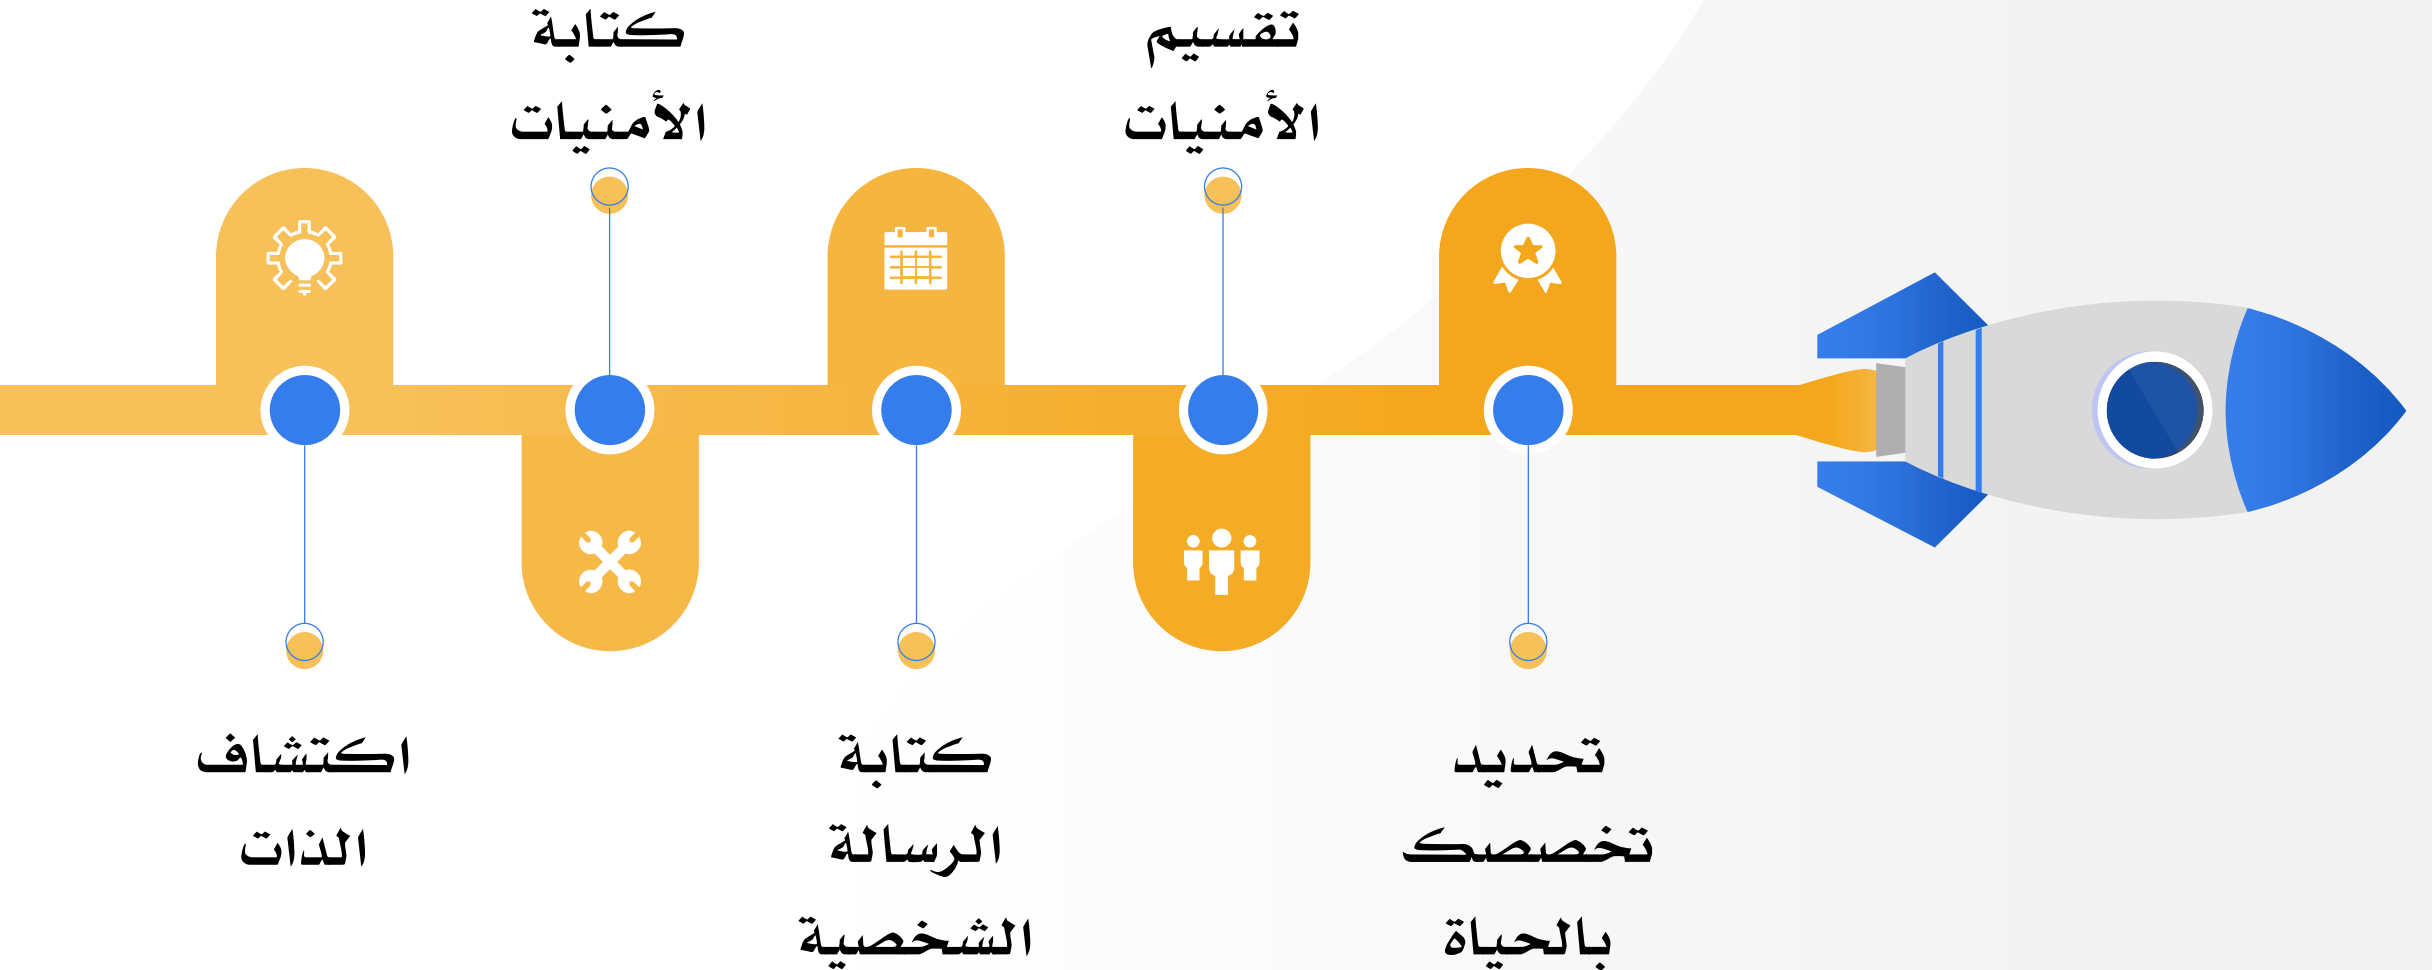 اكتشاف
الذات
كتابة
الأمنيات
كتابة
الرسالة
الشخصية
تقسيم
الأمنيات
تحديد
تخصصك
بالحياة